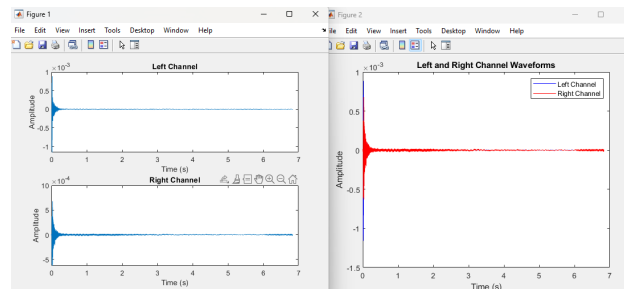 Figure 1
File Edit View Insert Tools Desktop Window Help
×10-3
Left Channel
1
0.5
0
-0.5
-1
Amplitude
0 1 2 3 4 5 6 7
Time (s)
×10-4
Right Channel
10
5
0
-5
Amplitude
0 1 2 3 4 5 6 7
Time (s)
Figure 2
ile Edit View Insert Tools Desktop Window Help
×10-3
Left and Right Channel Waveforms
Left Channel
Right Channel
1
0.5
0
-0.5
-1
-1.5
Amplitude
0 1 2 3 4 5 6 7
Time (s)